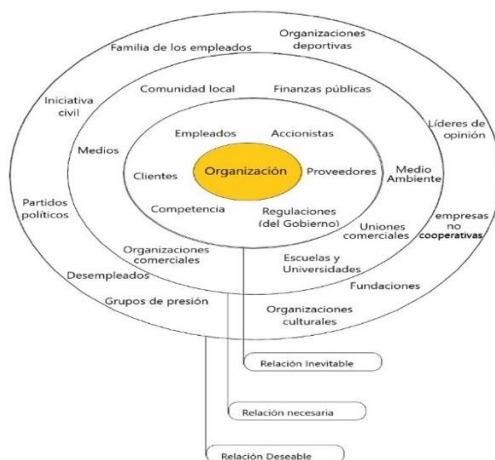 Organizaciones
deportivas
Familia de los empleados
Iniciativa
civil
Comunidad local
Finanzas públicas
Líderes de
opinión
Medios
Empleados
Accionistas
Clientes
Organización
Proveedores
Medio
Ambiente
Partidos
políticos
Competencia
Regulaciones
(del Gobierno)
Uniones
comerciales
empresas
no
cooperativas
Organizaciones
comerciales
Escuelas y
Universidades
Desempleados
Grupos de presión
Fundaciones
Organizaciones
culturales
Relación Inevitable
Relación necesaria
Relación Deseable